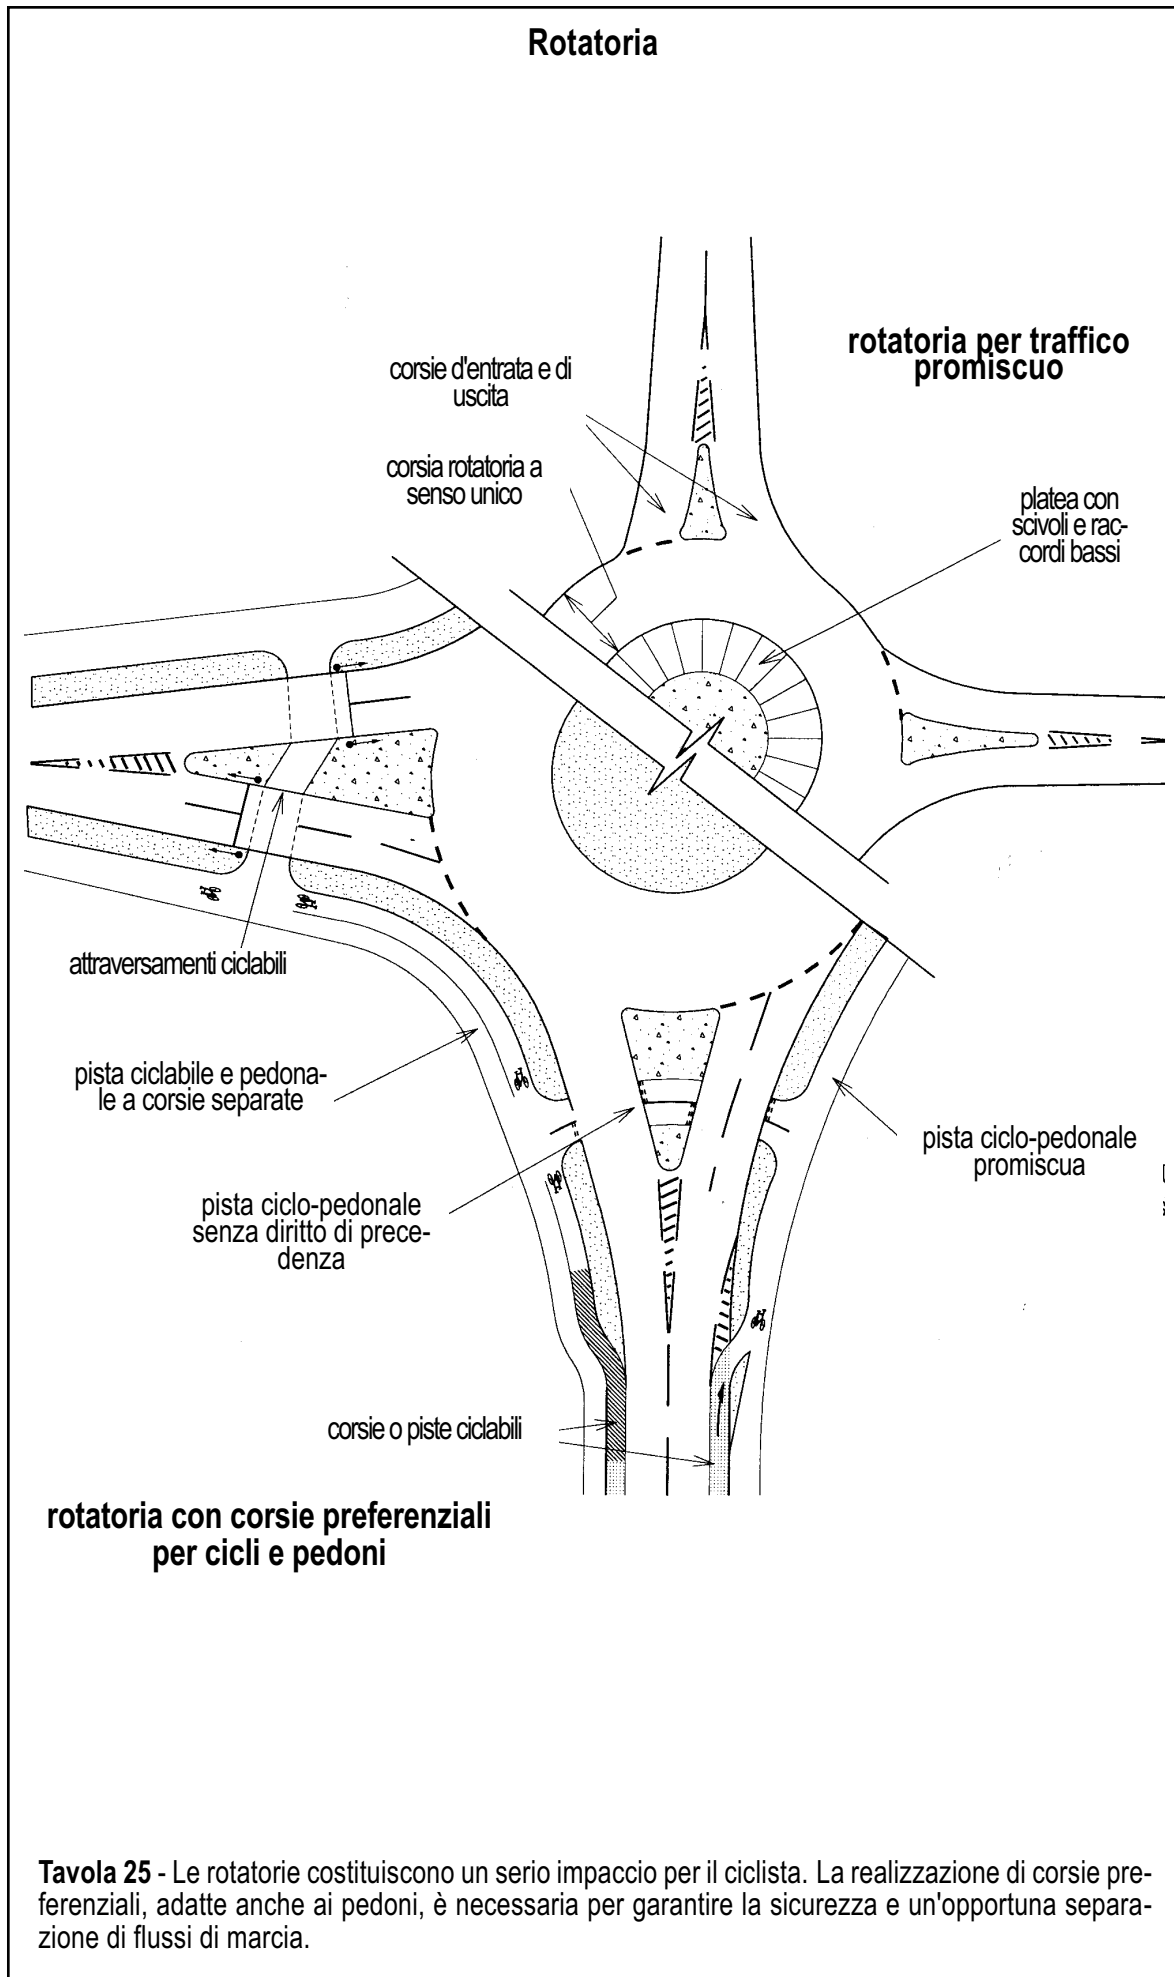 Rotatoria
rotatoria per traffico
promiscuo
corsie d'entrata e di
uscita
corsia rotatoria a
senso unico
platea con
scivoli e rac-
cordi bassi
attraversamenti ciclabili
pista ciclabile e pedona-
le a corsie separate
pista ciclo-pedonale
promiscua
pista ciclo-pedonale
senza diritto di prece-
denza
corsie o piste ciclabili
rotatoria con corsie preferenziali
per cicli e pedoni
Tavola 25 - Le rotatorie costituiscono un serio impaccio per il ciclista. La realizzazione di corsie pre-
ferenziali, adatte anche ai pedoni, è necessaria per garantire la sicurezza e un'opportuna separa-
zione di flussi di marcia.